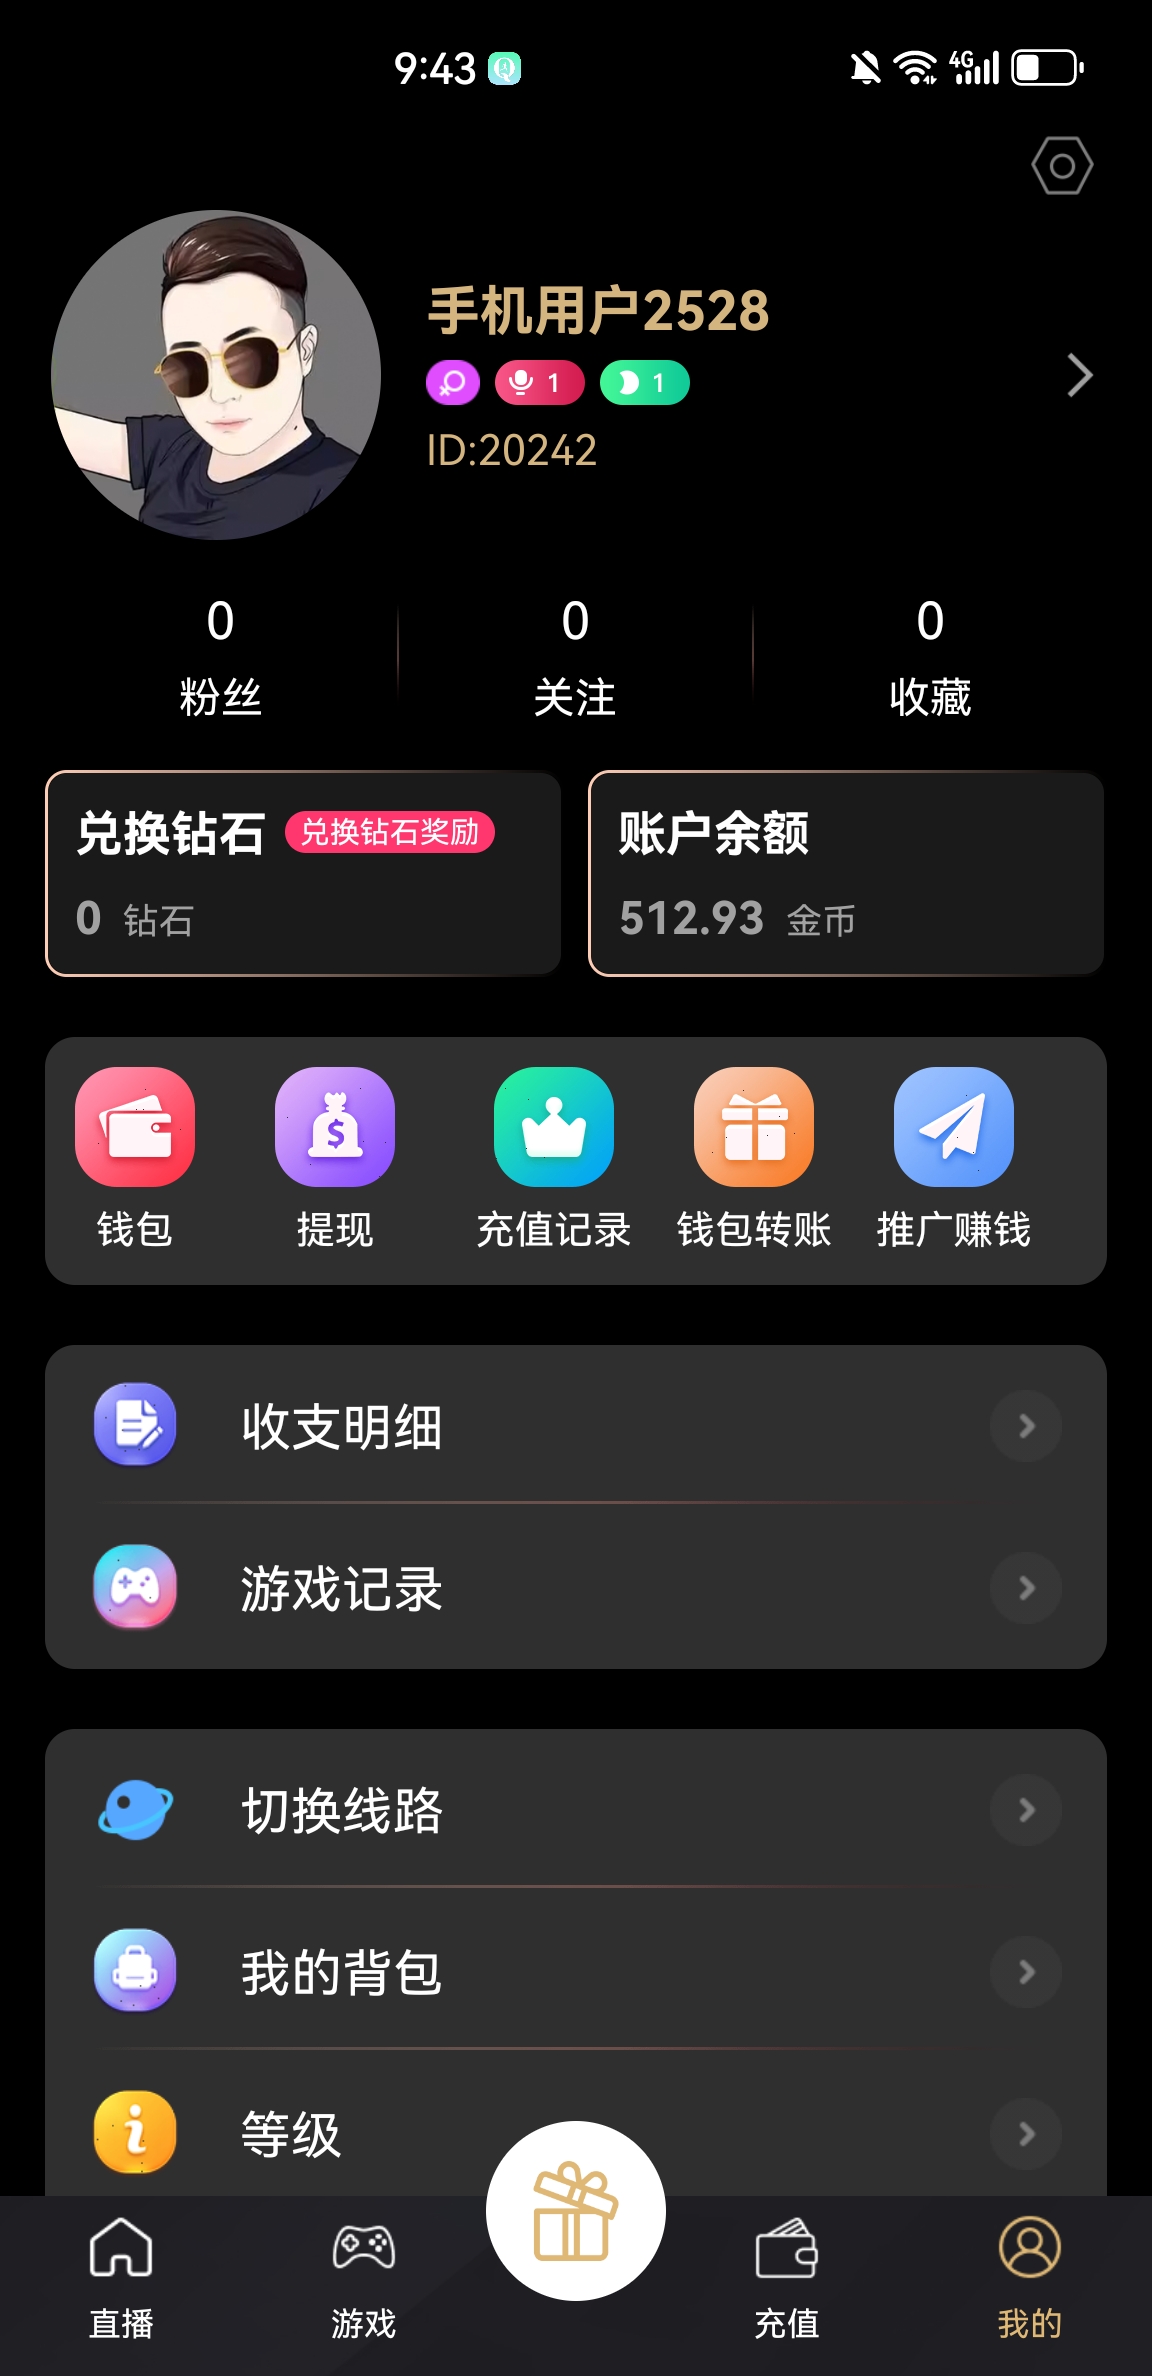 9:43
4G
手机用户2528
1
1
ID:20242
0
0
0
粉丝
关注
收藏
兑换钻石 兑换钻石奖励
0 钻石
账户余额
512.93 金币
钱包
提现
充值记录
钱包转账
推广赚钱
收支明细
游戏记录
切换线路
我的背包
等级
直播
游戏
充值
我的